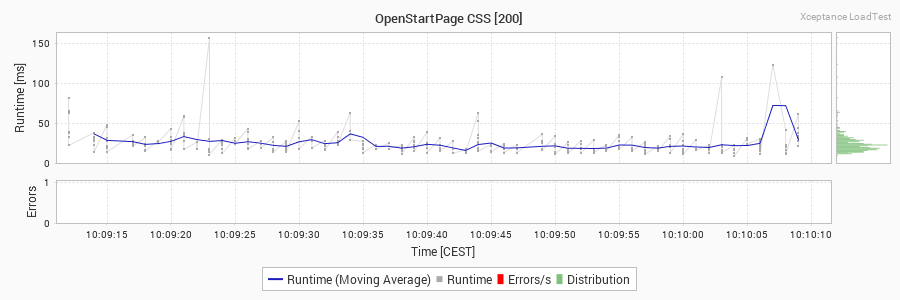 OpenStartPage CSS [200]
Xceptance LoadTest
Runtime [ms]
150
100
50
0
Errors
1
0
10:09:15 10:09:20 10:09:25 10:09:30 10:09:35 10:09:40 10:09:45 10:09:50 10:09:55 10:10:00 10:10:05 10:10:10
Time [CEST]
Runtime (Moving Average) Runtime Errors/s Distribution